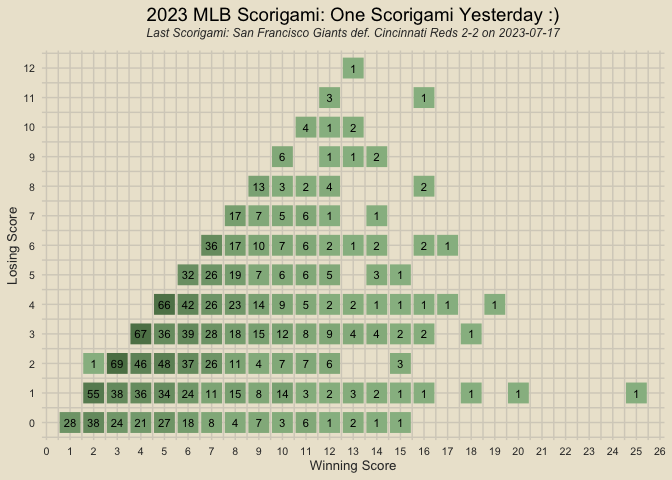 2023 MLB Scorigami: One Scorigami Yesterday :)
Last Scorigami: San Francisco Giants def. Cincinnati Reds 2-2 on 2023-07-17
12 1
11 3 1
10 4 1 2
9 6 1 1 2
8 13 3 2 4 2
7 17 7 5 6 1 1
6 36 17 10 7 6 2 1 2 2 1
5 32 26 19 7 6 6 5 3 1
4 66 42 26 23 14 9 5 2 2 1 1 1 1 1
3 67 36 39 28 18 15 12 8 9 4 4 2 2 1
2 1 69 46 48 37 26 11 4 7 7 6 3
1 55 38 36 34 24 11 15 8 14 3 2 3 2 1 1 1 1 1
0 28 38 24 21 27 18 8 4 7 3 6 1 2 1 1
0 1 2 3 4 5 6 7 8 9 10 11 12 13 14 15 16 17 18 19 20 21 22 23 24 25 26
Winning Score
Losing Score